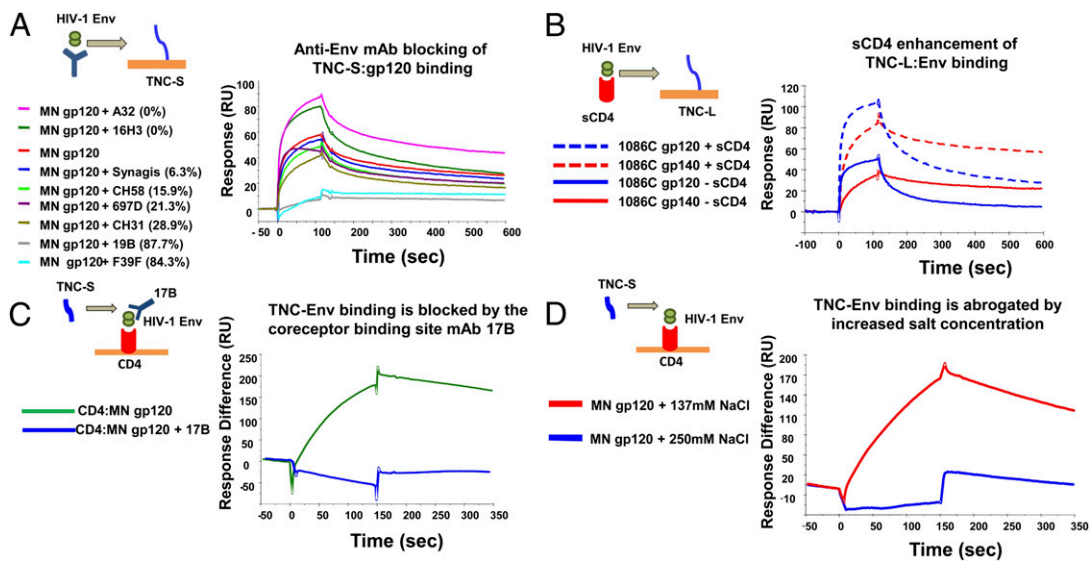 A
HIV-1 Env
TNC-S
Anti-Env mAb blocking of
TNC-S:gp120 binding
MN gp120 + A32 (0%)
MN gp120 + 16H3 (0%)
MN gp120
MN gp120 + Synagis (6.3%)
MN gp120 + CH58 (15.9%)
MN gp120 + 697D (21.3%)
MN gp120 + CH31 (28.9%)
MN gp120 + 19B (87.7%)
MN gp120+ F39F (84.3%)
Response (RU)
100
80
60
40
20
0
-50 0 100 200 300 400 500 600
Time (sec)
B
HIV-1 Env
sCD4
TNC-L
sCD4 enhancement of
TNC-L:Env binding
1086C gp120 + sCD4
1086C gp140 + sCD4
1086C gp120 - sCD4
1086C gp140 - sCD4
Response (RU)
120
100
80
60
40
20
0
-20
-100 0 100 200 300 400 500 600
Time (sec)
C
TNC-S
17B
HIV-1 Env
CD4
TNC-Env binding is blocked by the
coreceptor binding site mAb 17B
CD4:MN gp120
CD4:MN gp120 + 17B
Response Difference (RU)
250
200
150
100
50
0
-50
-50 0 50 100 150 200 250 300 350
Time (sec)
D
TNC-S
HIV-1 Env
CD4
TNC-Env binding is abrogated by
increased salt concentration
MN gp120 + 137mM NaCl
MN gp120 + 250mM NaCl
Response Difference (RU)
200
170
140
110
80
50
20
-10
-50 0 50 100 150 200 250 300 350
Time (sec)